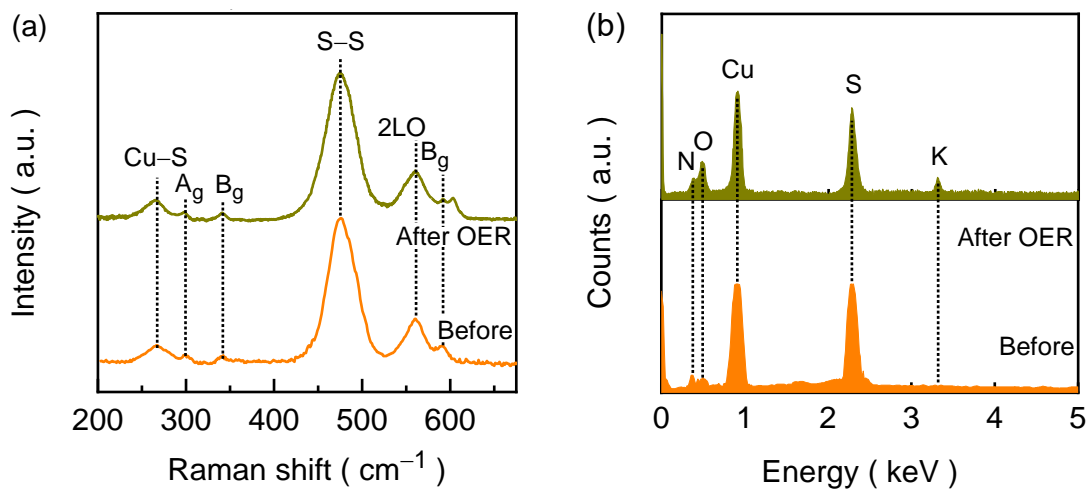 (a)
Intensity ( a.u. )
S–S
2LO
Bg
Cu–S
Ag
Bg
After OER
Before
200 300 400 500 600
Raman shift ( cm⁻¹ )
(b)
Counts ( a.u. )
Cu
S
N
O
K
After OER
Before
0 1 2 3 4 5
Energy ( keV )